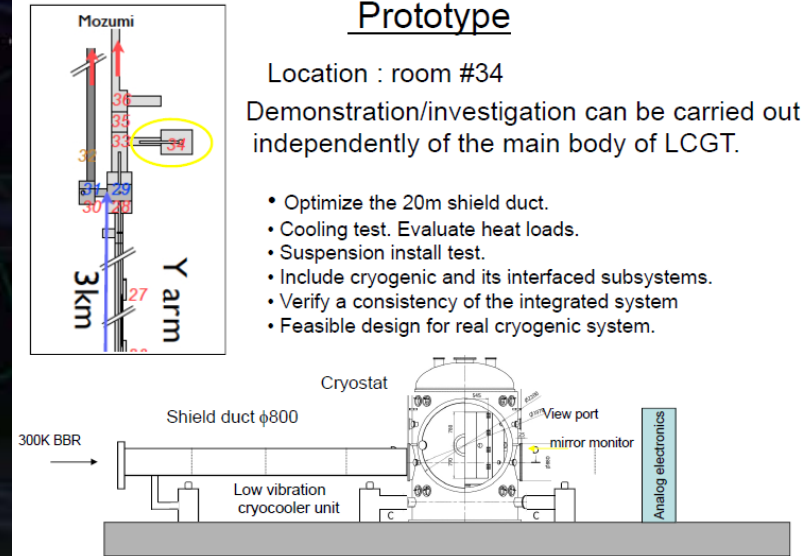 Prototype
Mozumi
36
35
33
34
31 29
30 28
27
3km
Y arm
Location : room #34
Demonstration/investigation can be carried out
independently of the main body of LCGT.
• Optimize the 20m shield duct.
• Cooling test. Evaluate heat loads.
• Suspension install test.
• Include cryogenic and its interfaced subsystems.
• Verify a consistency of the integrated system
• Feasible design for real cryogenic system.
Cryostat
Shield duct ϕ800
300K BBR
View port
mirror monitor
Low vibration
cryocooler unit
Analog electronics
C
C
545